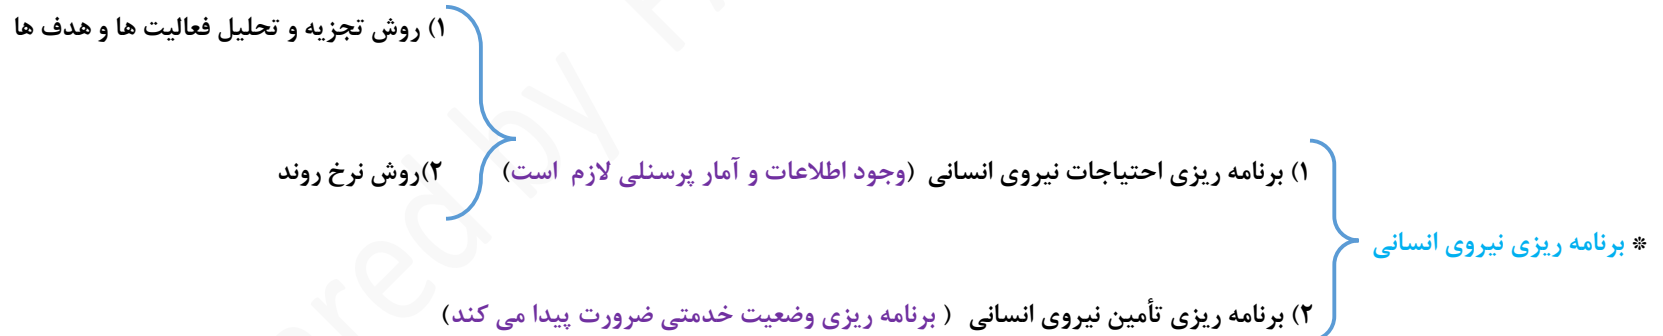 ۱) روش تجزیه و تحلیل فعالیت ها و هدف ها
۱) برنامه ریزی احتیاجات نیروی انسانی (وجود اطلاعات و آمار پرسنلی لازم است)
۲)روش نرخ روند
* برنامه ریزی نیروی انسانی
۲) برنامه ریزی تأمین نیروی انسانی ( برنامه ریزی وضعیت خدمتی ضرورت پیدا می کند)
ered by